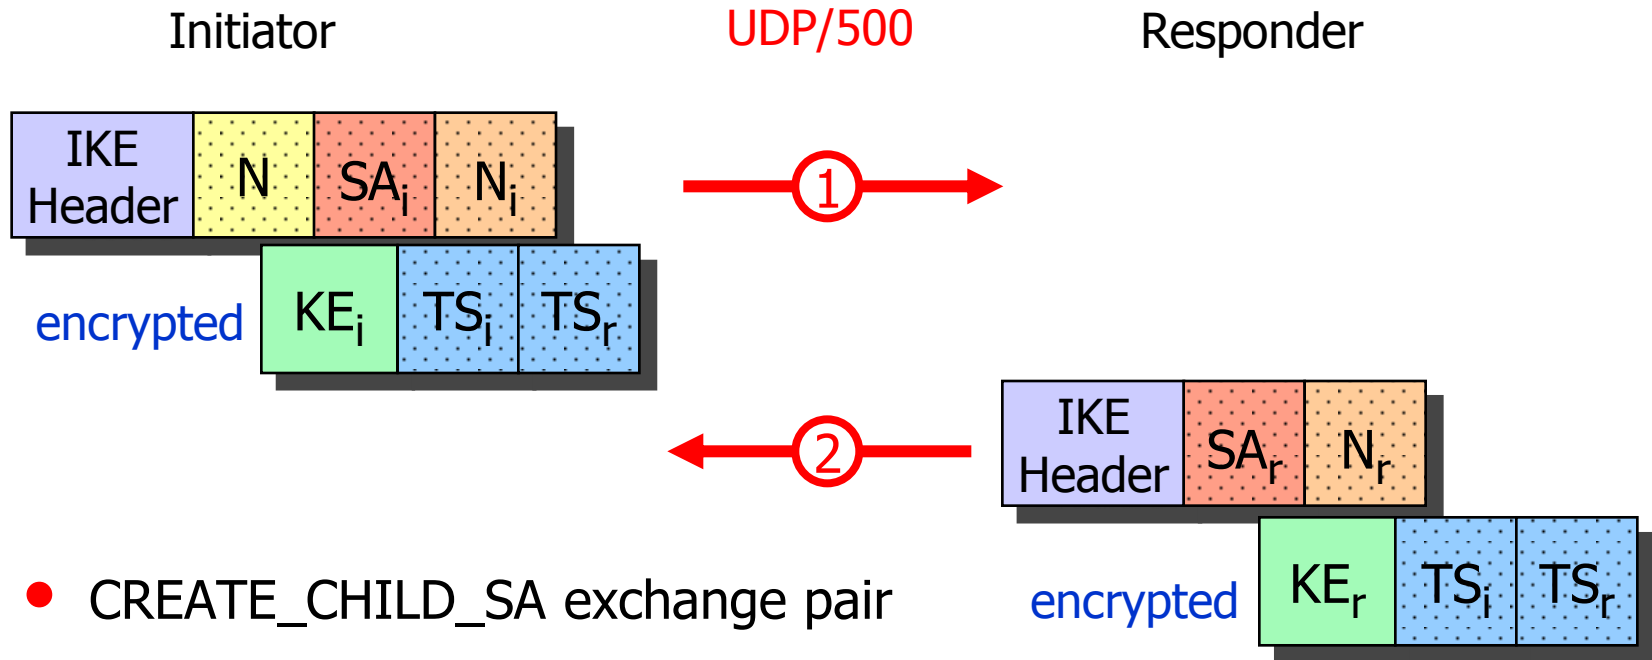 Initiator
UDP/500
Responder
IKE Header
N
SAi
Ni
1
encrypted
KEi
TSi
TSr
2
IKE Header
SAr
Nr
encrypted
KEr
TSi
TSr
• CREATE_CHILD_SA exchange pair